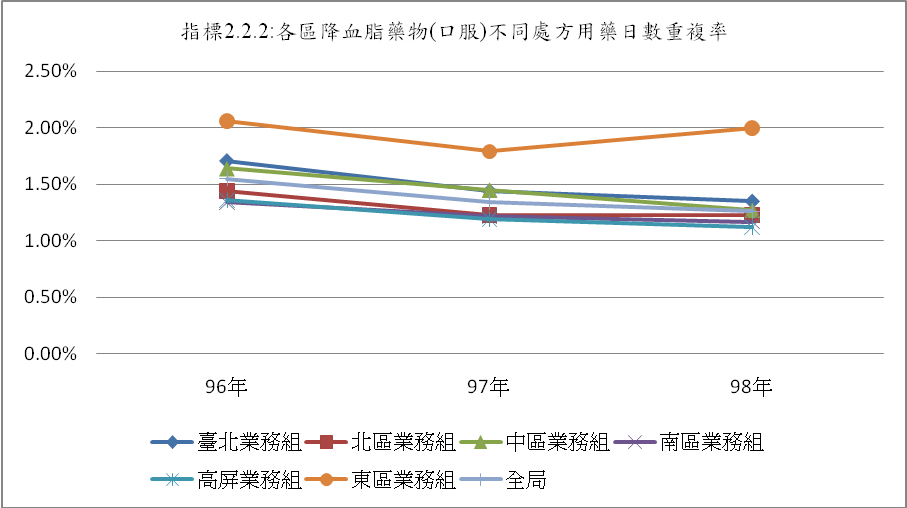 指標2.2.2:各區降血脂藥物(口服)不同處方用藥日數重複率
2.50%
2.00%
1.50%
1.00%
0.50%
0.00%
96年 97年 98年
臺北業務組 北區業務組 中區業務組 南區業務組
高屏業務組 東區業務組 全局